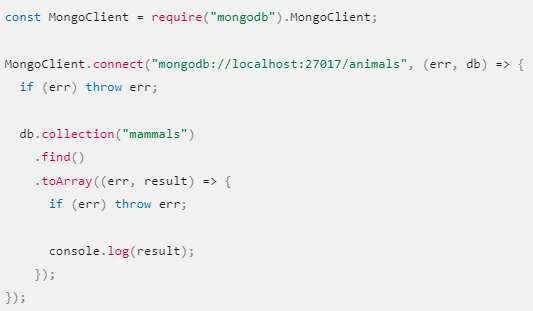 const MongoClient = require("mongodb").MongoClient;
MongoClient.connect("mongodb://localhost:27017/animals", (err, db) => {
  if (err) throw err;
  db.collection("mammals")
    .find()
    .toArray((err, result) => {
      if (err) throw err;
      console.log(result);
    });
});